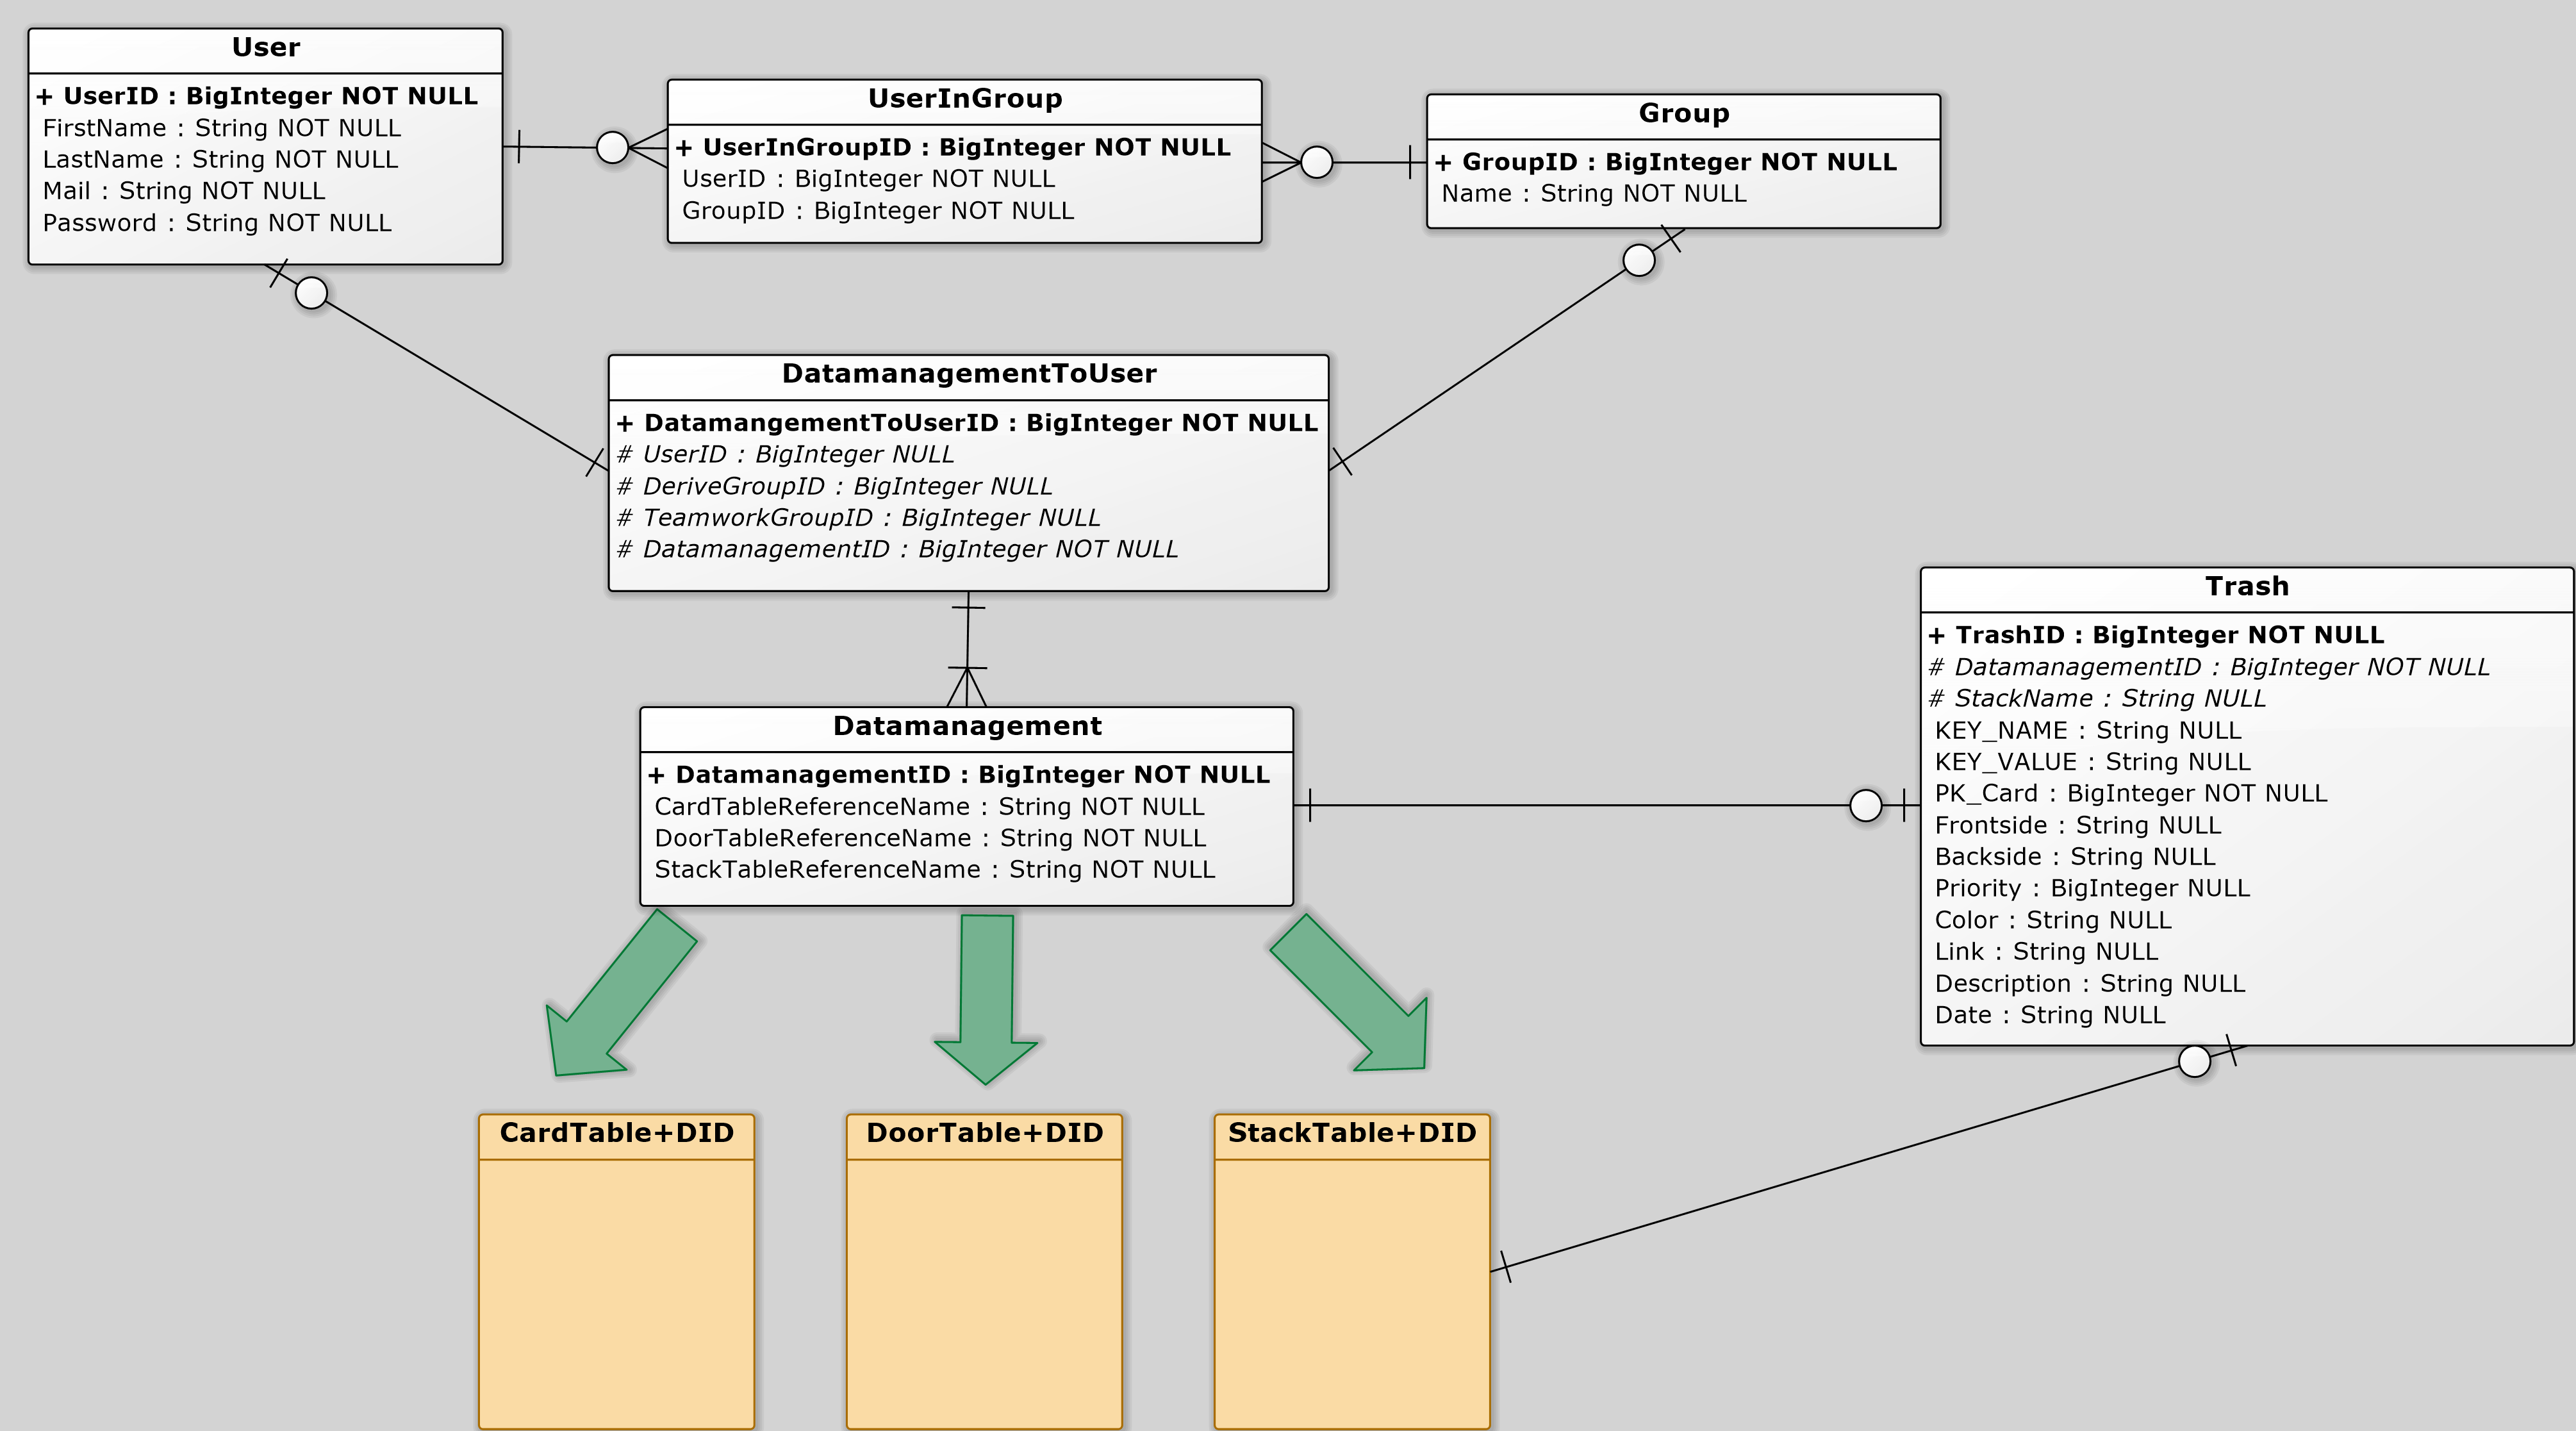 User
+ UserID : BigInteger NOT NULL
FirstName : String NOT NULL
LastName : String NOT NULL
Mail : String NOT NULL
Password : String NOT NULL
UserInGroup
+ UserInGroupID : BigInteger NOT NULL
UserID : BigInteger NOT NULL
GroupID : BigInteger NOT NULL
Group
+ GroupID : BigInteger NOT NULL
Name : String NOT NULL
DatamanagementToUser
+ DatamangementToUserID : BigInteger NOT NULL
# UserID : BigInteger NULL
# DeriveGroupID : BigInteger NULL
# TeamworkGroupID : BigInteger NULL
# DatamanagementID : BigInteger NOT NULL
Trash
+ TrashID : BigInteger NOT NULL
# DatamanagementID : BigInteger NOT NULL
# StackName : String NULL
KEY_NAME : String NULL
KEY_VALUE : String NULL
PK_Card : BigInteger NOT NULL
Frontside : String NULL
Backside : String NULL
Priority : BigInteger NULL
Color : String NULL
Link : String NULL
Description : String NULL
Date : String NULL
Datamanagement
+ DatamanagementID : BigInteger NOT NULL
CardTableReferenceName : String NOT NULL
DoorTableReferenceName : String NOT NULL
StackTableReferenceName : String NOT NULL
CardTable+DID
DoorTable+DID
StackTable+DID